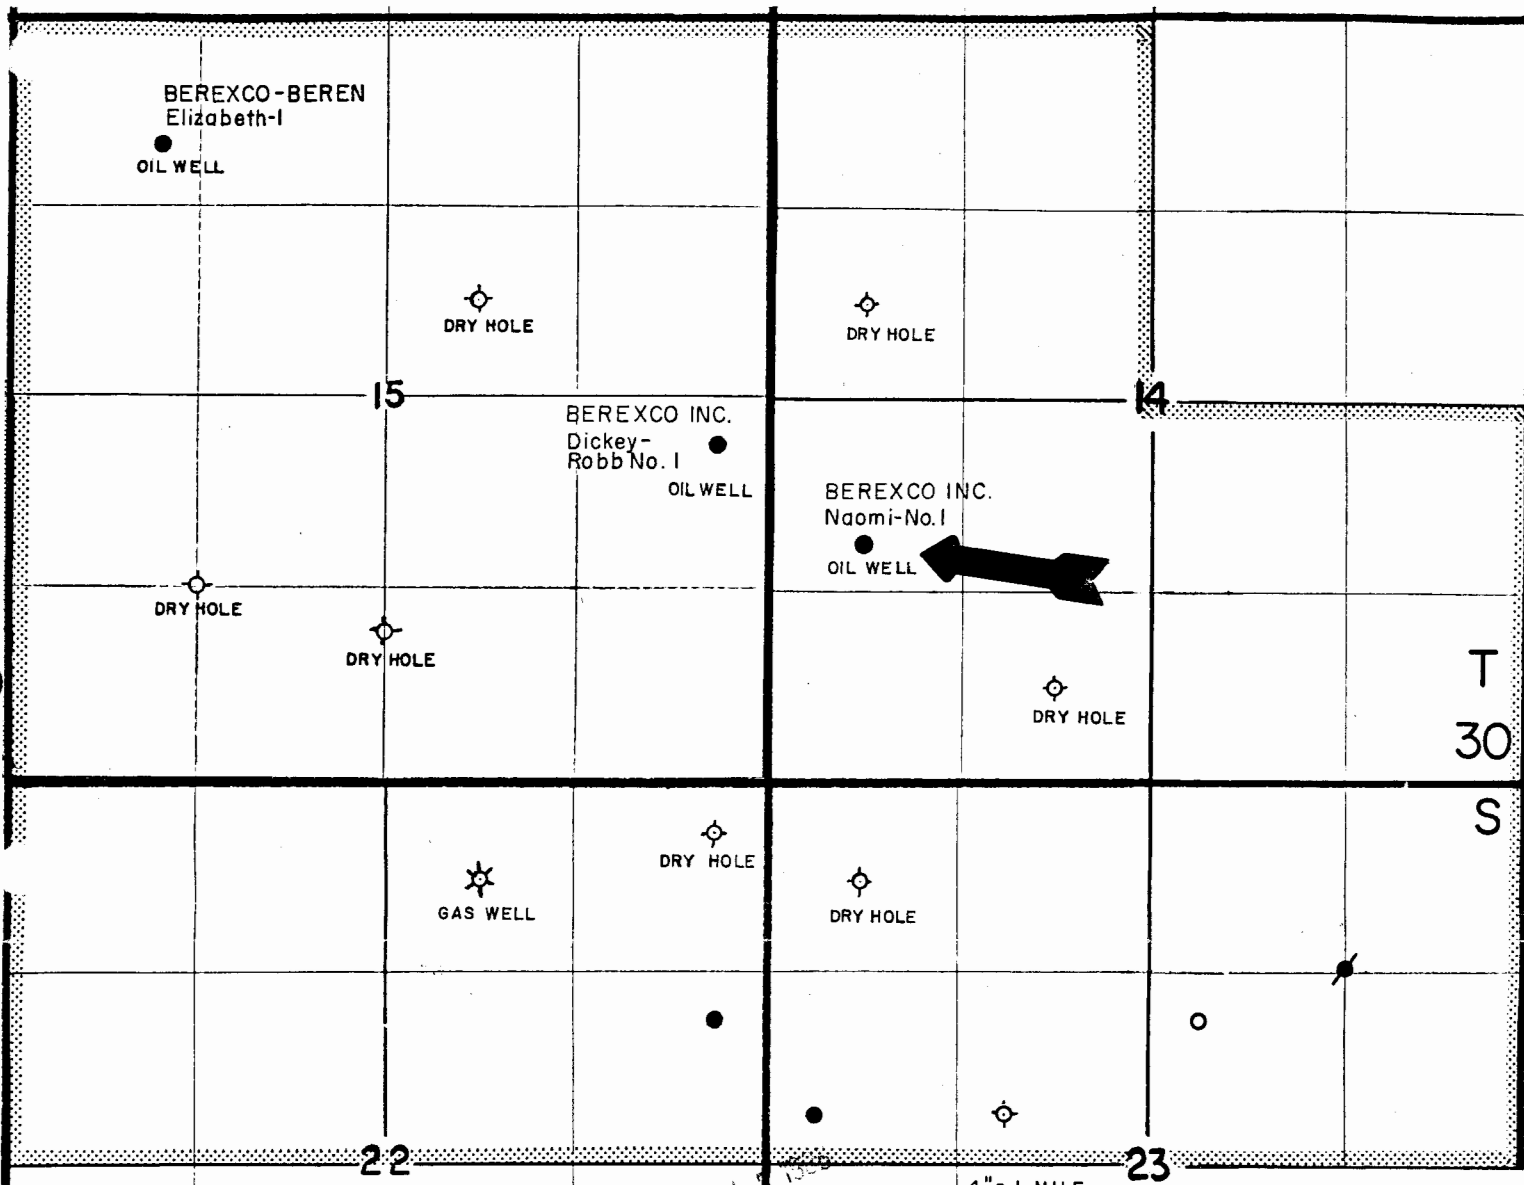 BEREXCO-BEREN
Elizabeth-1
OIL WELL
DRY HOLE
DRY HOLE
15
14
BEREXCO INC.
Dickey-
Robb No. 1
OIL WELL
BEREXCO INC.
Naomi-No.1
OIL WELL
DRY HOLE
DRY HOLE
T
30
S
DRY HOLE
DRY HOLE
GAS WELL
DRY HOLE
22
23